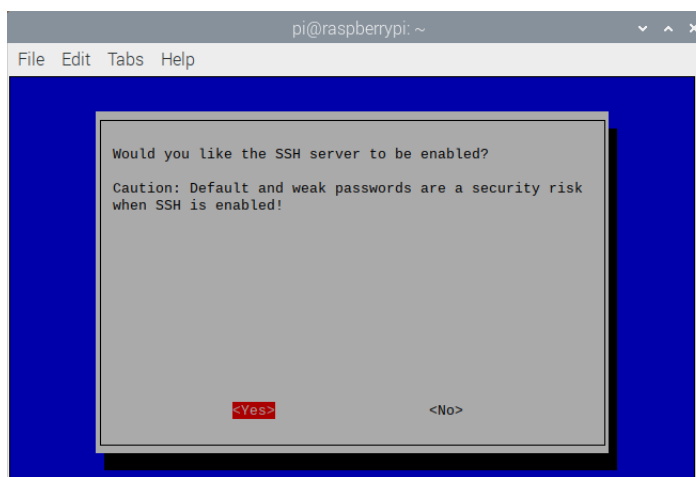 pi@raspberrypi: ~
File Edit Tabs Help
Would you like the SSH server to be enabled?
Caution: Default and weak passwords are a security risk
when SSH is enabled!
<Yes> <No>